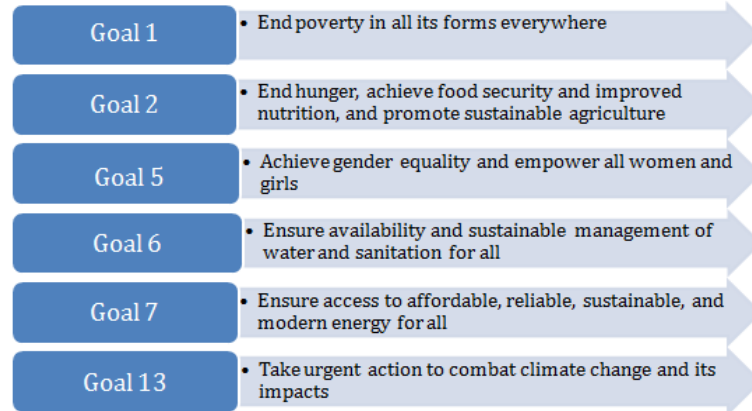 Goal 1
• End poverty in all its forms everywhere
Goal 2
• End hunger, achieve food security and improved
nutrition, and promote sustainable agriculture
Goal 5
• Achieve gender equality and empower all women and
girls
Goal 6
• Ensure availability and sustainable management of
water and sanitation for all
Goal 7
• Ensure access to affordable, reliable, sustainable, and
modern energy for all
Goal 13
• Take urgent action to combat climate change and its
impacts